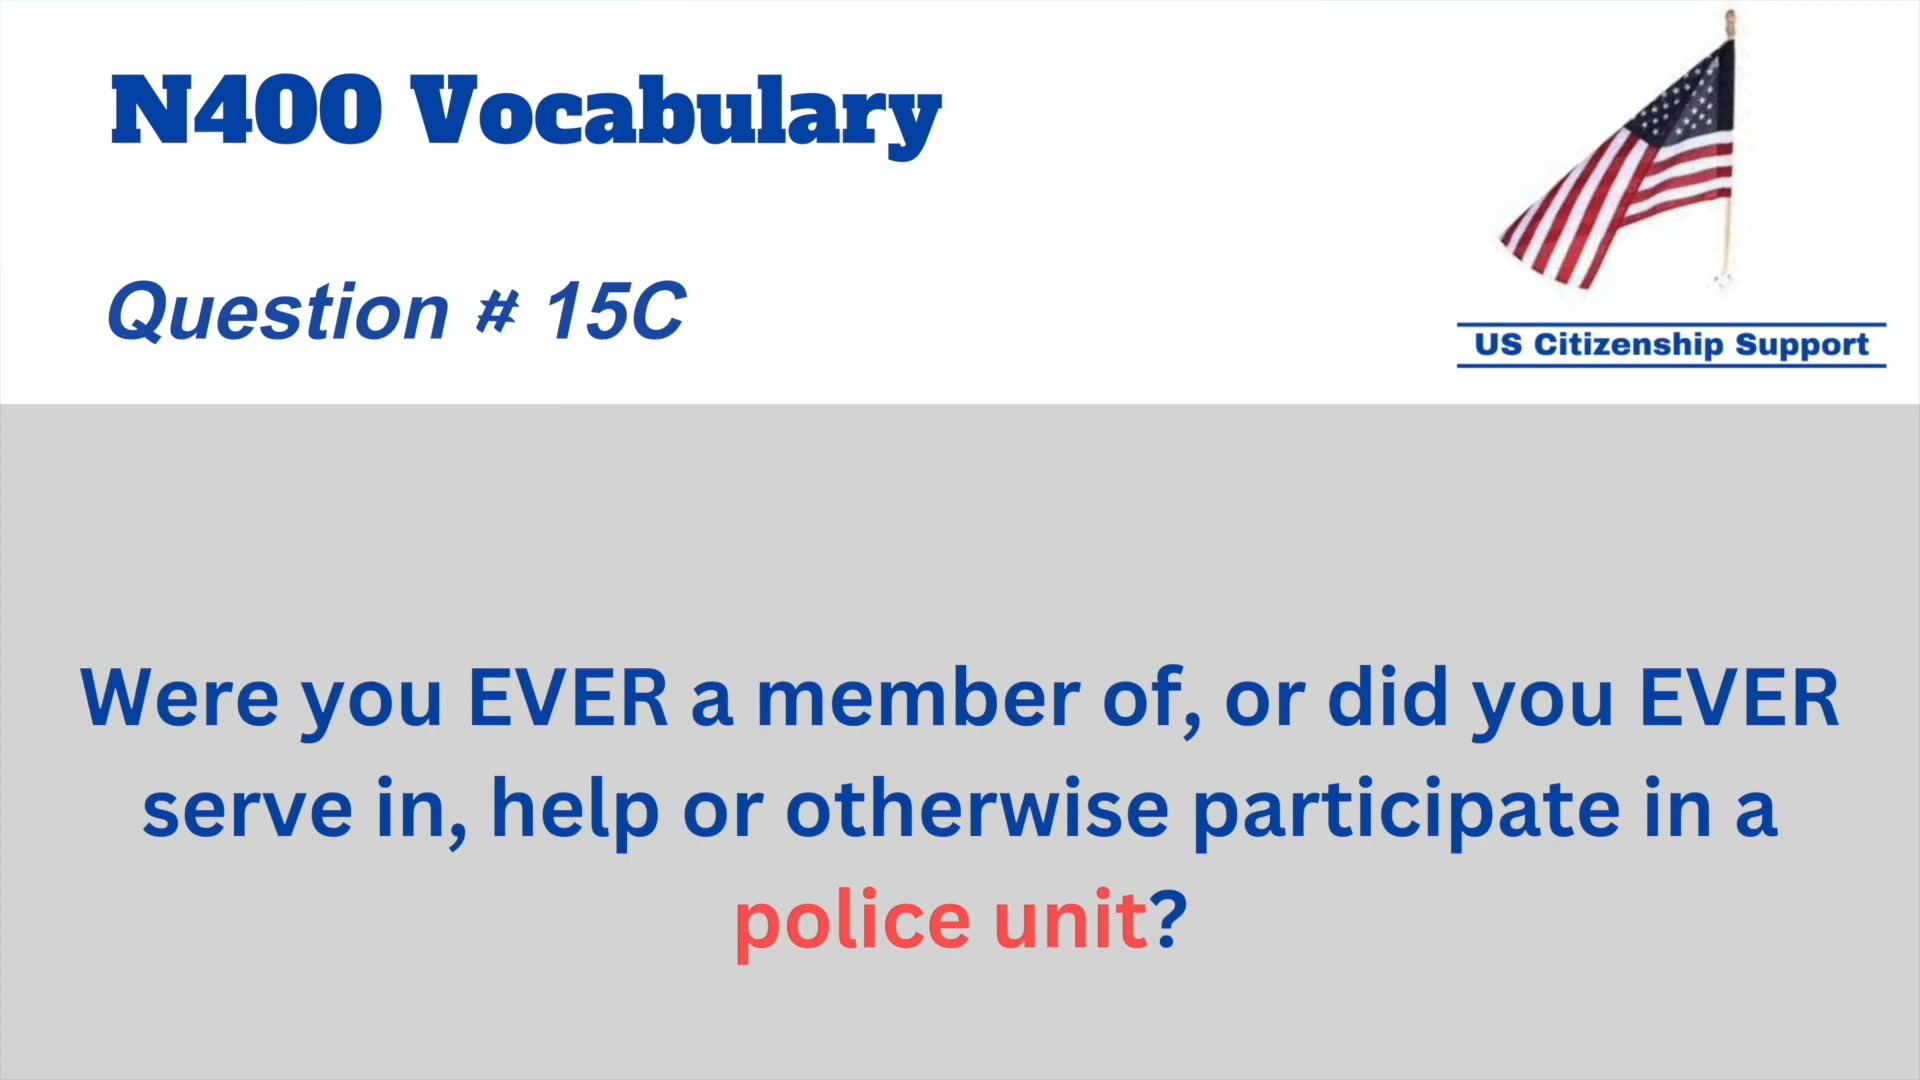 N400 Vocabulary
Question # 15C
US Citizenship Support
Were you EVER a member of, or did you EVER
serve in, help or otherwise participate in a
police unit?